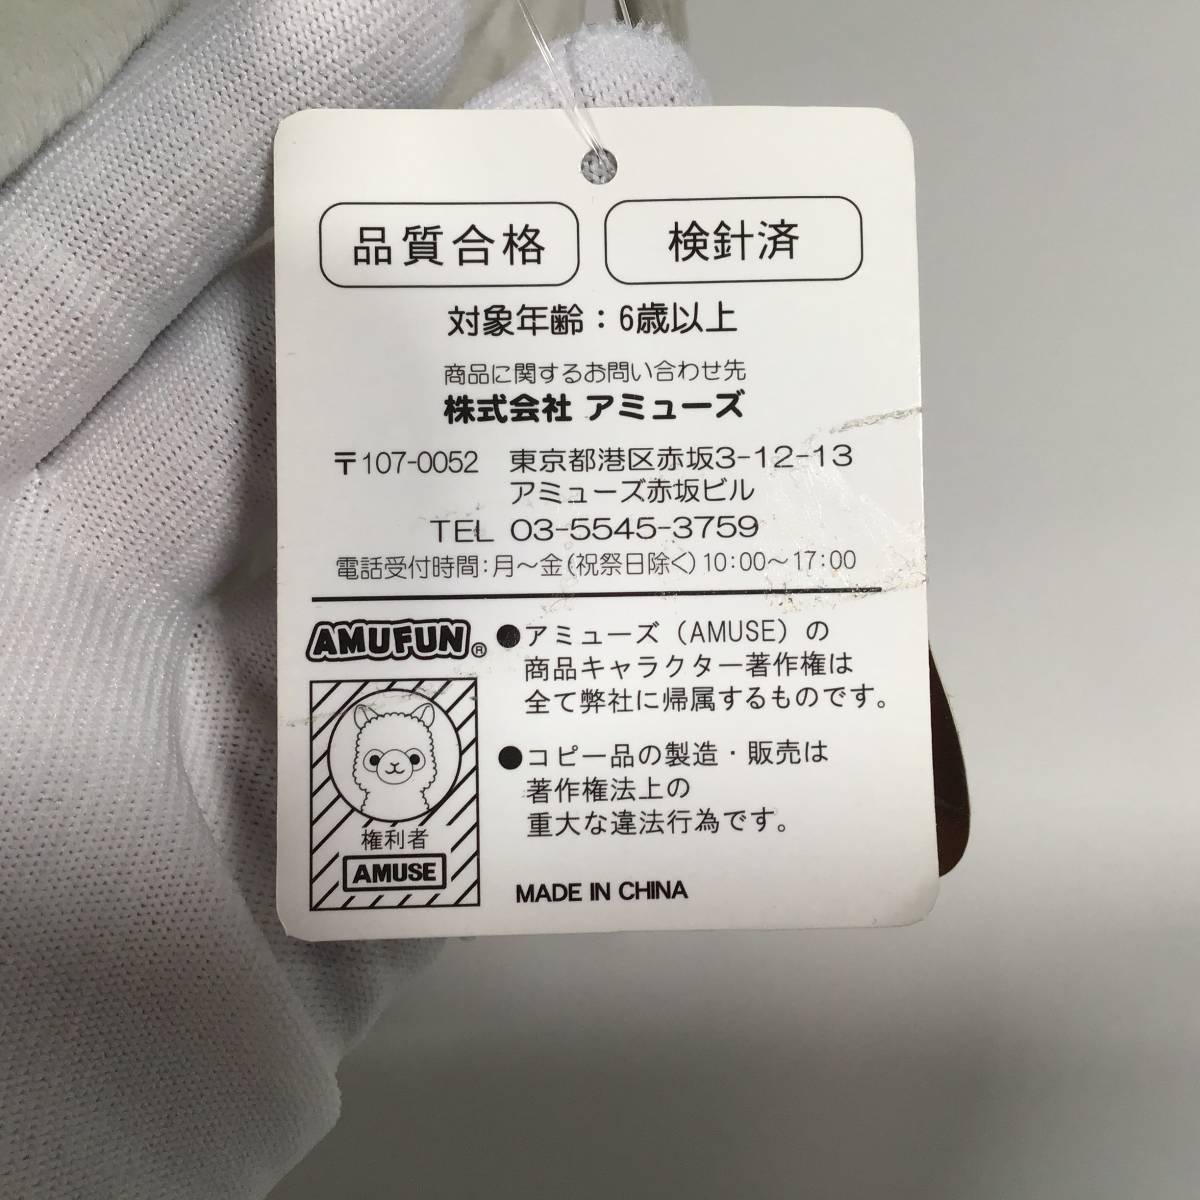 品質合格
検針済
対象年齢：6歳以上
商品に関するお問い合わせ先
株式会社 アミューズ
〒107-0052 東京都港区赤坂3-12-13
アミューズ赤坂ビル
TEL 03-5545-3759
電話受付時間：月〜金（祝祭日除く）10:00〜17:00
AMUFUN®
●アミューズ（AMUSE）の
商品キャラクター著作権は
全て弊社に帰属するものです。
●コピー品の製造・販売は
著作権法上の
重大な違法行為です。
権利者
AMUSE
MADE IN CHINA